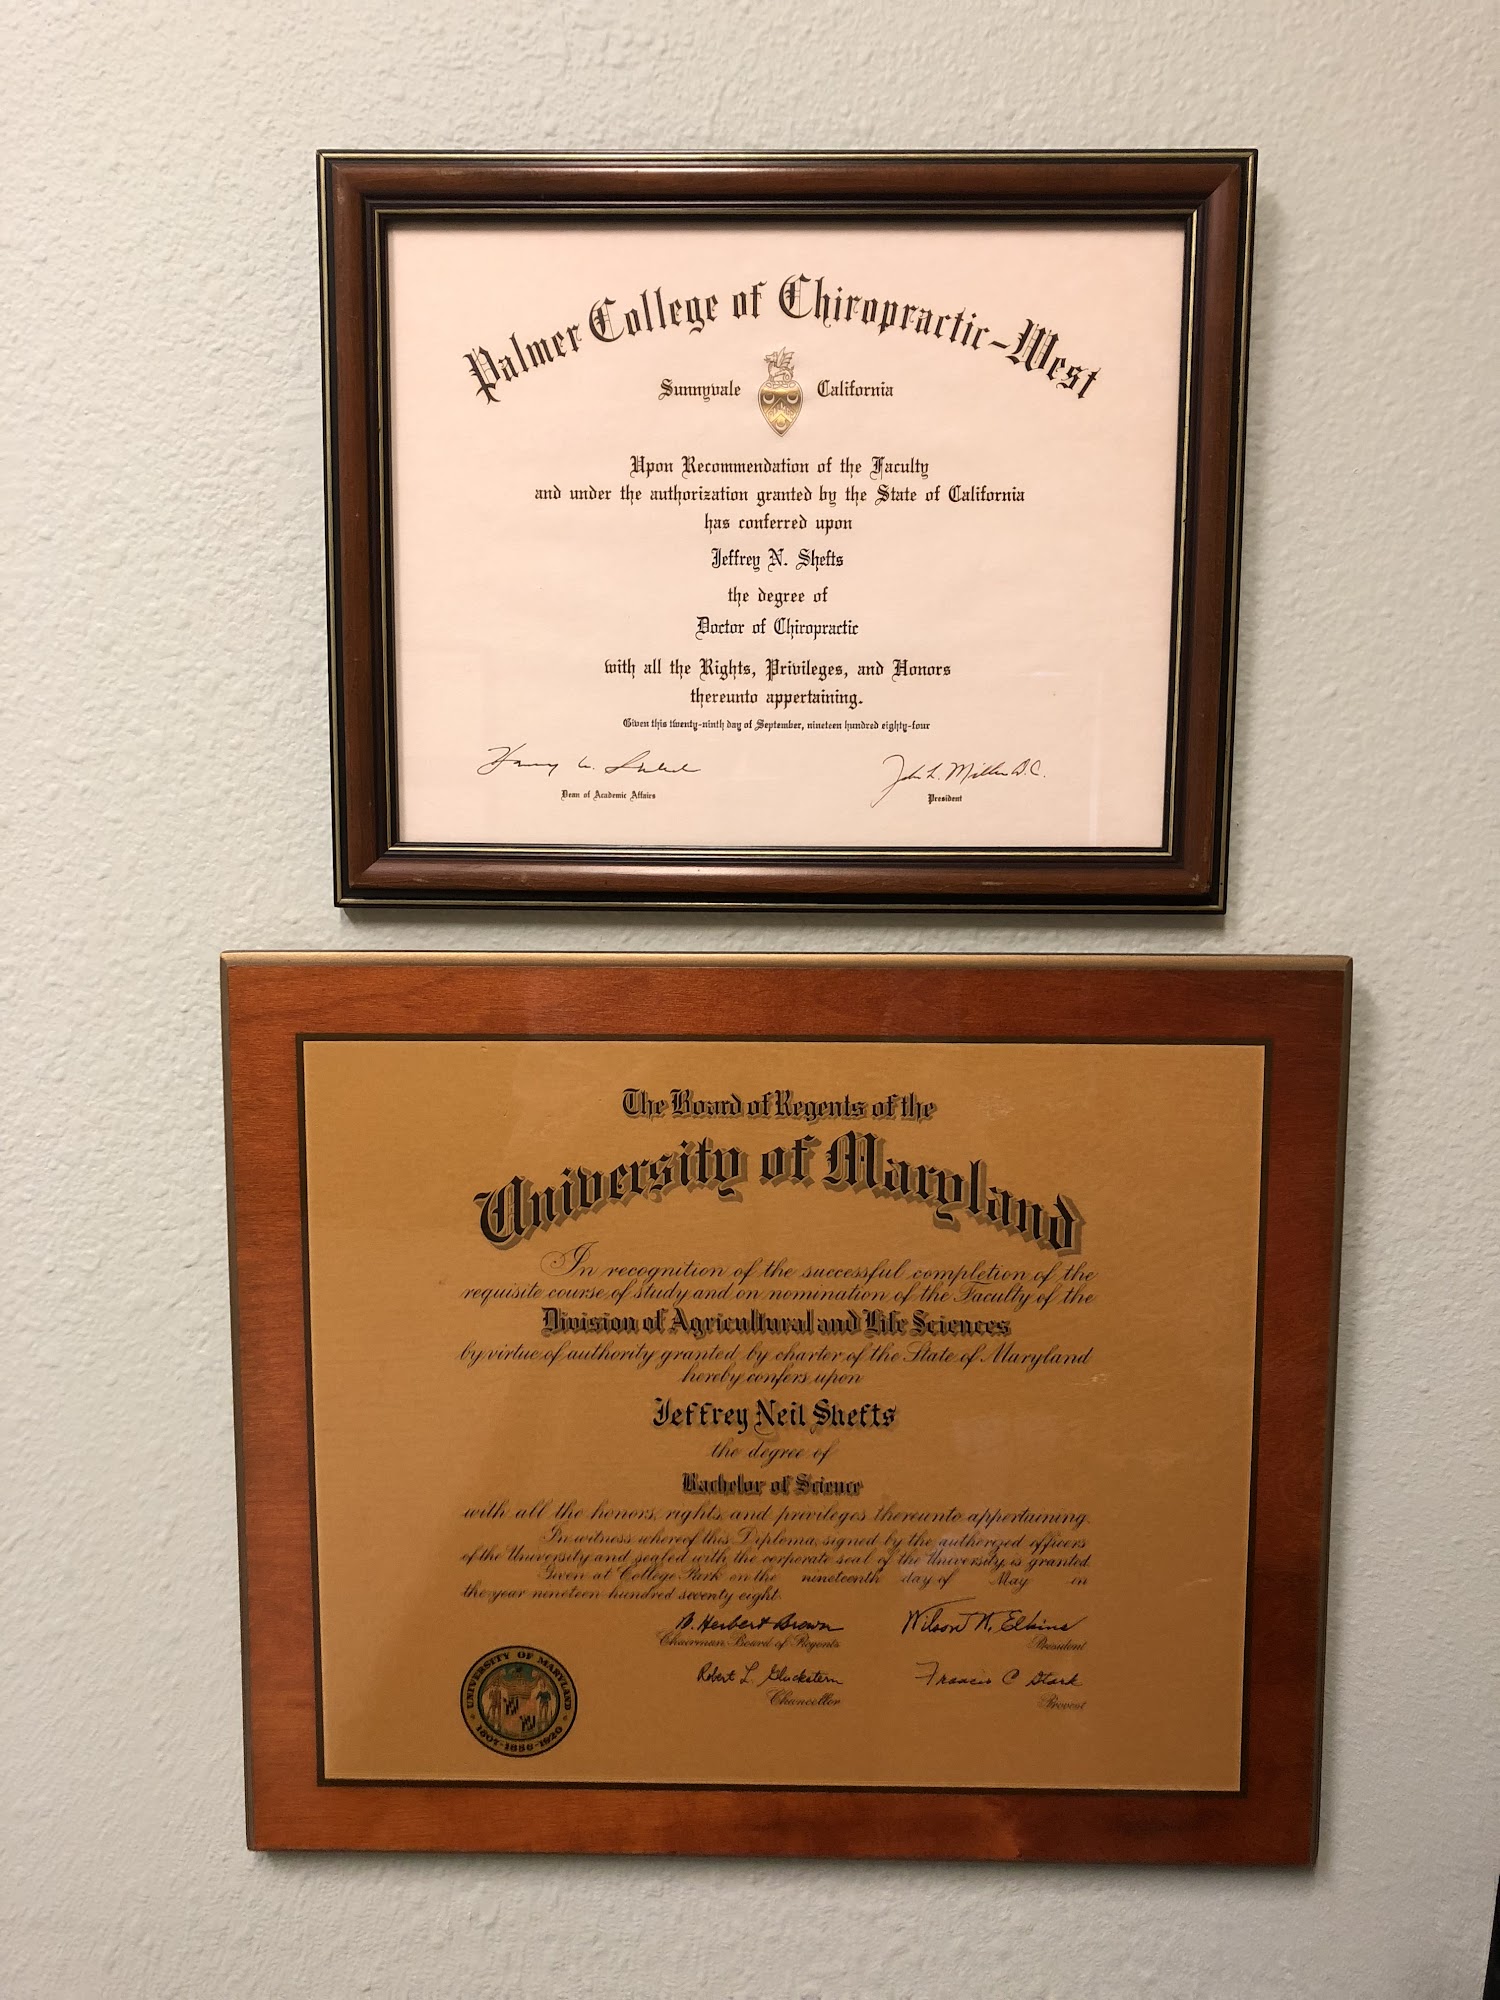 Palmer College of Chiropractic-West
Sunnyvale California
Upon Recommendation of the Faculty
and under the authorization granted by the State of California
has conferred upon
Jeffrey N. Shefts
the degree of
Doctor of Chiropractic
with all the Rights, Privileges, and Honors
thereunto appertaining.
Given this twenty-ninth day of September, nineteen hundred eighty-four
John L. Miller D.C.
Dean of Academic Affairs President
The Board of Regents of the
University of Maryland
In recognition of the successful completion of the
requisite course of study and on nomination of the Faculty of the
Division of Agricultural and Life Sciences
by virtue of authority granted by charter of the State of Maryland
hereby confers upon
Jeffrey Neil Shefts
the degree of
Bachelor of Science
with all the honors, rights, and privileges thereunto appertaining.
In witness whereof this Diploma, signed by the authorized officers
of the University and sealed with the corporate seal of the University, is granted.
Given at College Park on the nineteenth day of May in
the year nineteen hundred seventy eight.
B. Herbert Brown Wilson H. Elkins
Chairman Board of Regents President
Robert L. Gluckstern Francis C Stark
Chancellor Provost
UNIVERSITY OF MARYLAND
1807-1856-1920